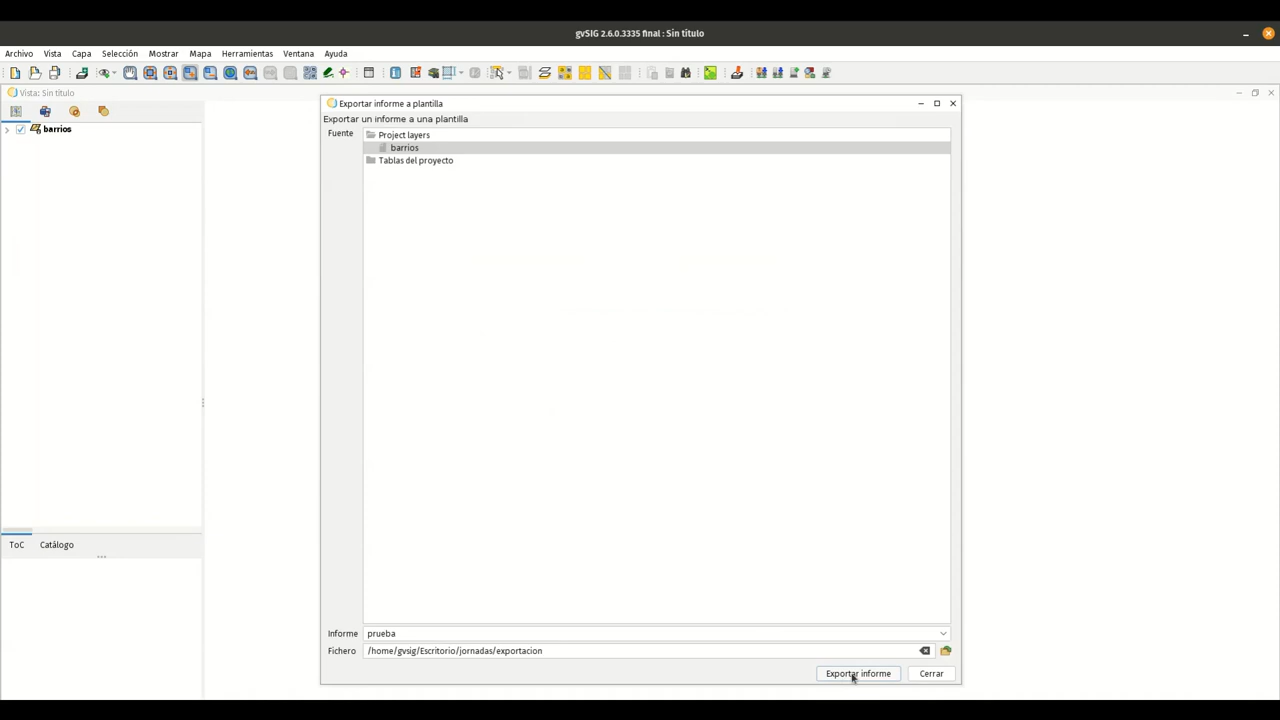 gvSIG 2.6.0.3335 final : Sin título
Archivo Vista Capa Selección Mostrar Mapa Herramientas Ventana Ayuda
Vista: Sin título
barrios
ToC Catálogo
Exportar informe a plantilla
Exportar un informe a una plantilla
Fuente
Project layers
barrios
Tablas del proyecto
Informe prueba
Fichero /home/gvsig/Escritorio/jornadas/exportacion
Exportar informe Cerrar